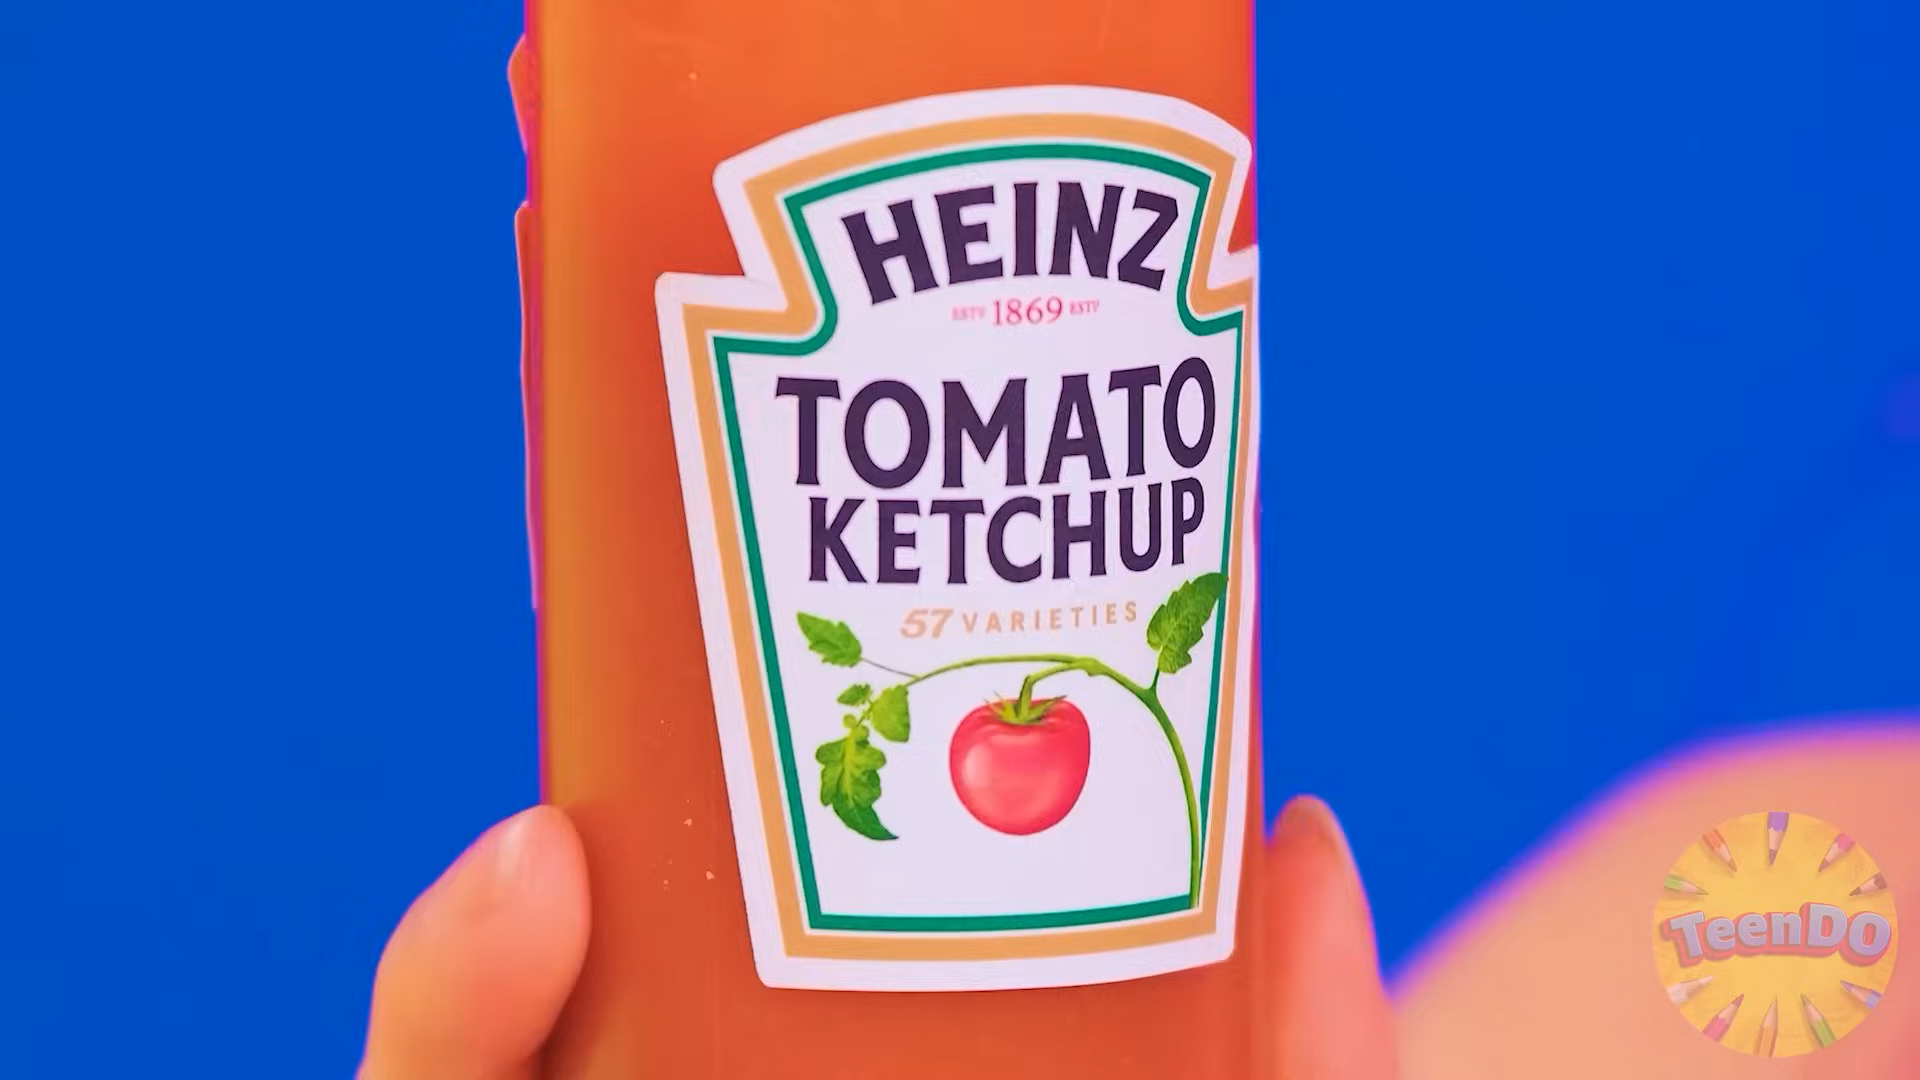 HEINZ
ESTD 1869 ESTD
TOMATO
KETCHUP
57 VARIETIES
TeenDO